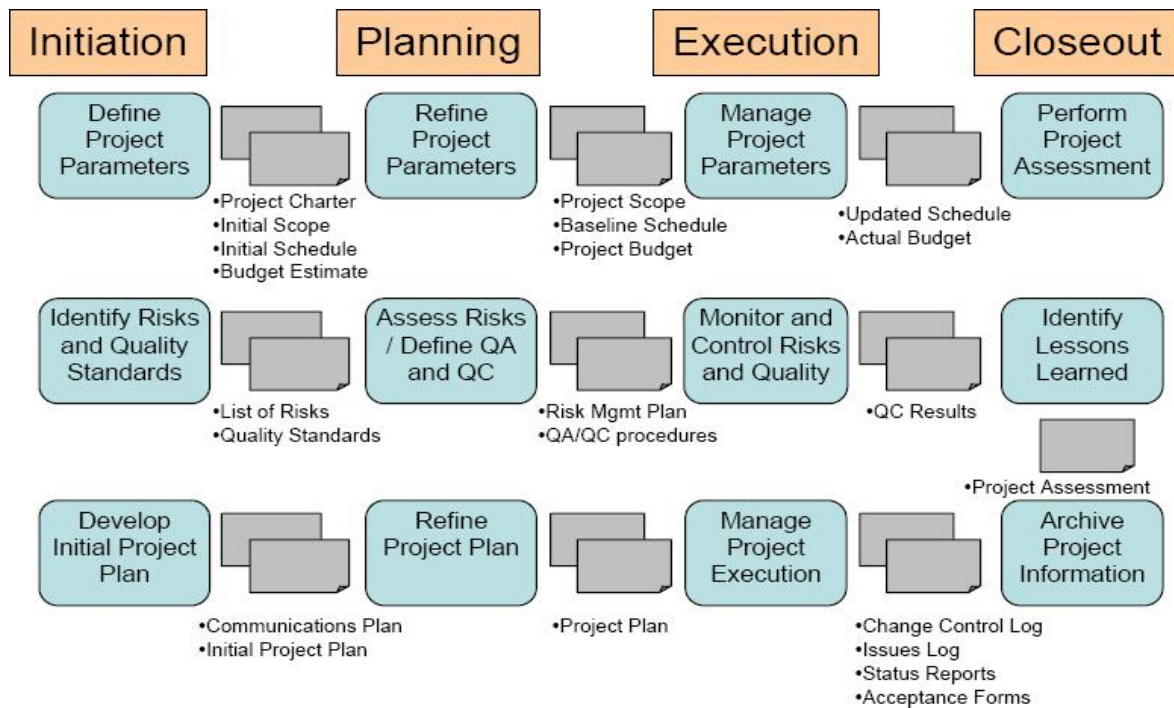 Initiation
Planning
Execution
Closeout
Define
Project
Parameters
Refine
Project
Parameters
Manage
Project
Parameters
Perform
Project
Assessment
•Project Charter
•Initial Scope
•Initial Schedule
•Budget Estimate
•Project Scope
•Baseline Schedule
•Project Budget
•Updated Schedule
•Actual Budget
Identify Risks
and Quality
Standards
Assess Risks
/ Define QA
and QC
Monitor and
Control Risks
and Quality
Identify
Lessons
Learned
•List of Risks
•Quality Standards
•Risk Mgmt Plan
•QA/QC procedures
•QC Results
•Project Assessment
Develop
Initial Project
Plan
Refine
Project Plan
Manage
Project
Execution
Archive
Project
Information
•Communications Plan
•Initial Project Plan
•Project Plan
•Change Control Log
•Issues Log
•Status Reports
•Acceptance Forms